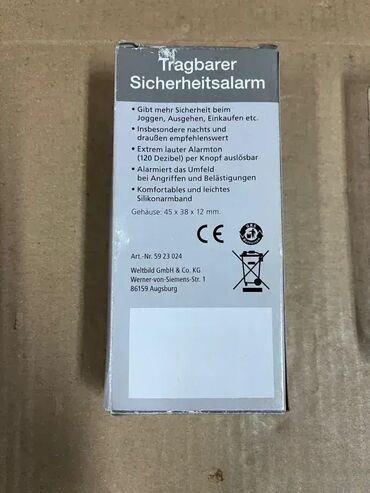 Tragbarer
Sicherheitsalarm
• Gibt mehr Sicherheit beim
Joggen, Ausgehen, Einkaufen etc.
• Insbesondere nachts und
draußen empfehlenswert
• Extrem lauter Alarmton
(120 Dezibel) per Knopf auslösbar
• Alarmiert das Umfeld
bei Angriffen und Belästigungen
• Komfortables und leichtes
Silikonarmband
Gehäuse: 45 x 38 x 12 mm.
CE
Art.-Nr. 59 23 024
Weltbild GmbH & Co. KG
Werner-von-Siemens-Str. 1
86159 Augsburg